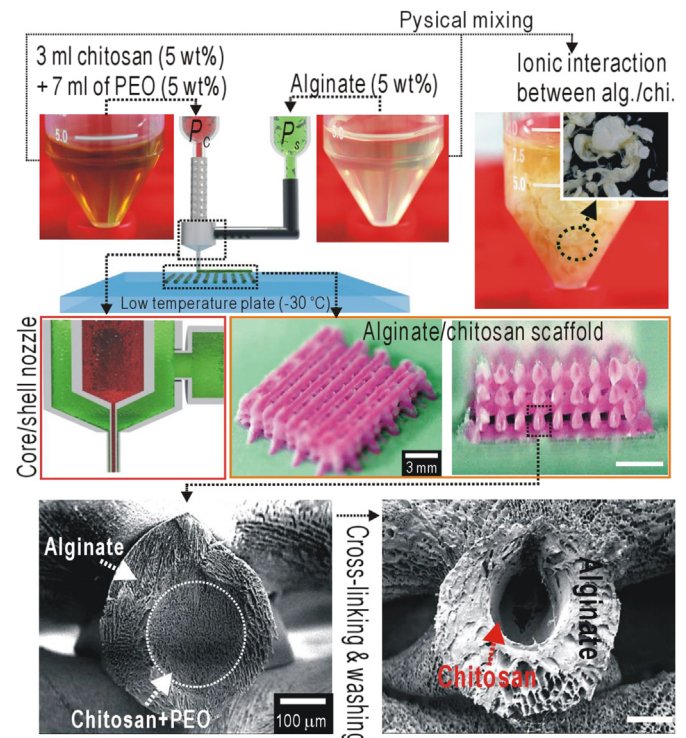 Pysical mixing
3 ml chitosan (5 wt%)
+ 7 ml of PEO (5 wt%)
Alginate (5 wt%)
Ionic interaction
between alg./chi.
5.0
Pc
Ps
5.0
7.5
5.0
Low temperature plate (-30 °C)
Core/shell nozzle
Alginate/chitosan scaffold
3 mm
Alginate
Chitosan+PEO
100 μm
Cross-linking & washing
Alginate
Chitosan